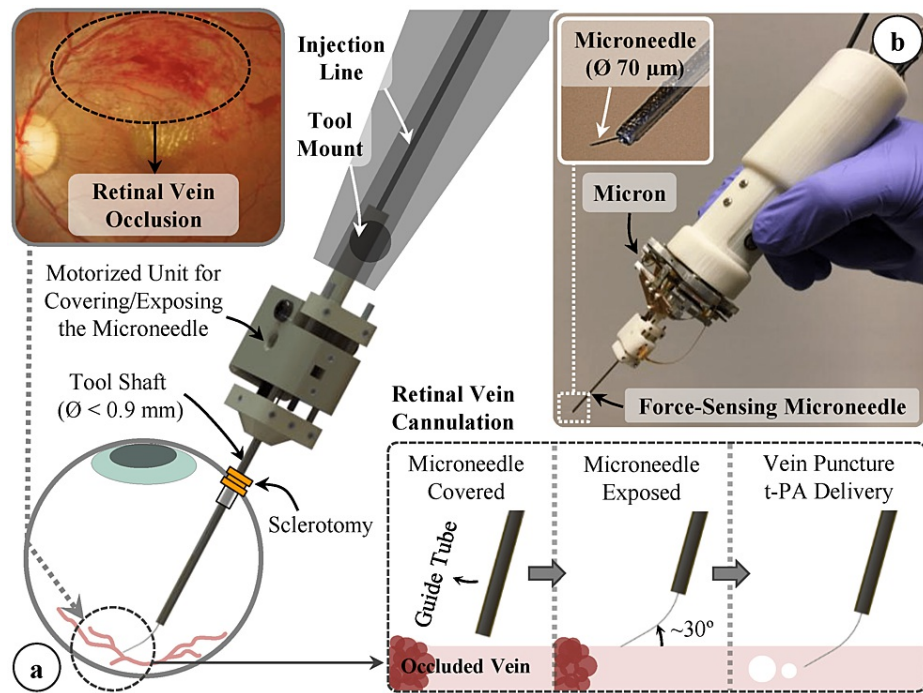 Retinal Vein
Occlusion
Injection
Line
Tool
Mount
Motorized Unit for
Covering/Exposing
the Microneedle
Tool Shaft
(Ø < 0.9 mm)
Sclerotomy
a
b
Microneedle
(Ø 70 µm)
Micron
Force-Sensing Microneedle
Retinal Vein
Cannulation
Microneedle
Covered
Guide Tube
Occluded Vein
Microneedle
Exposed
~30º
Vein Puncture
t-PA Delivery